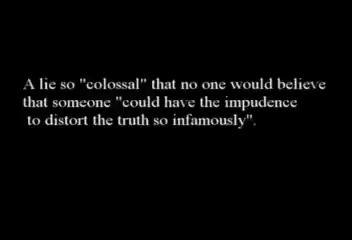 A lie so "colossal" that no one would believe
that someone "could have the impudence
to distort the truth so infamously".